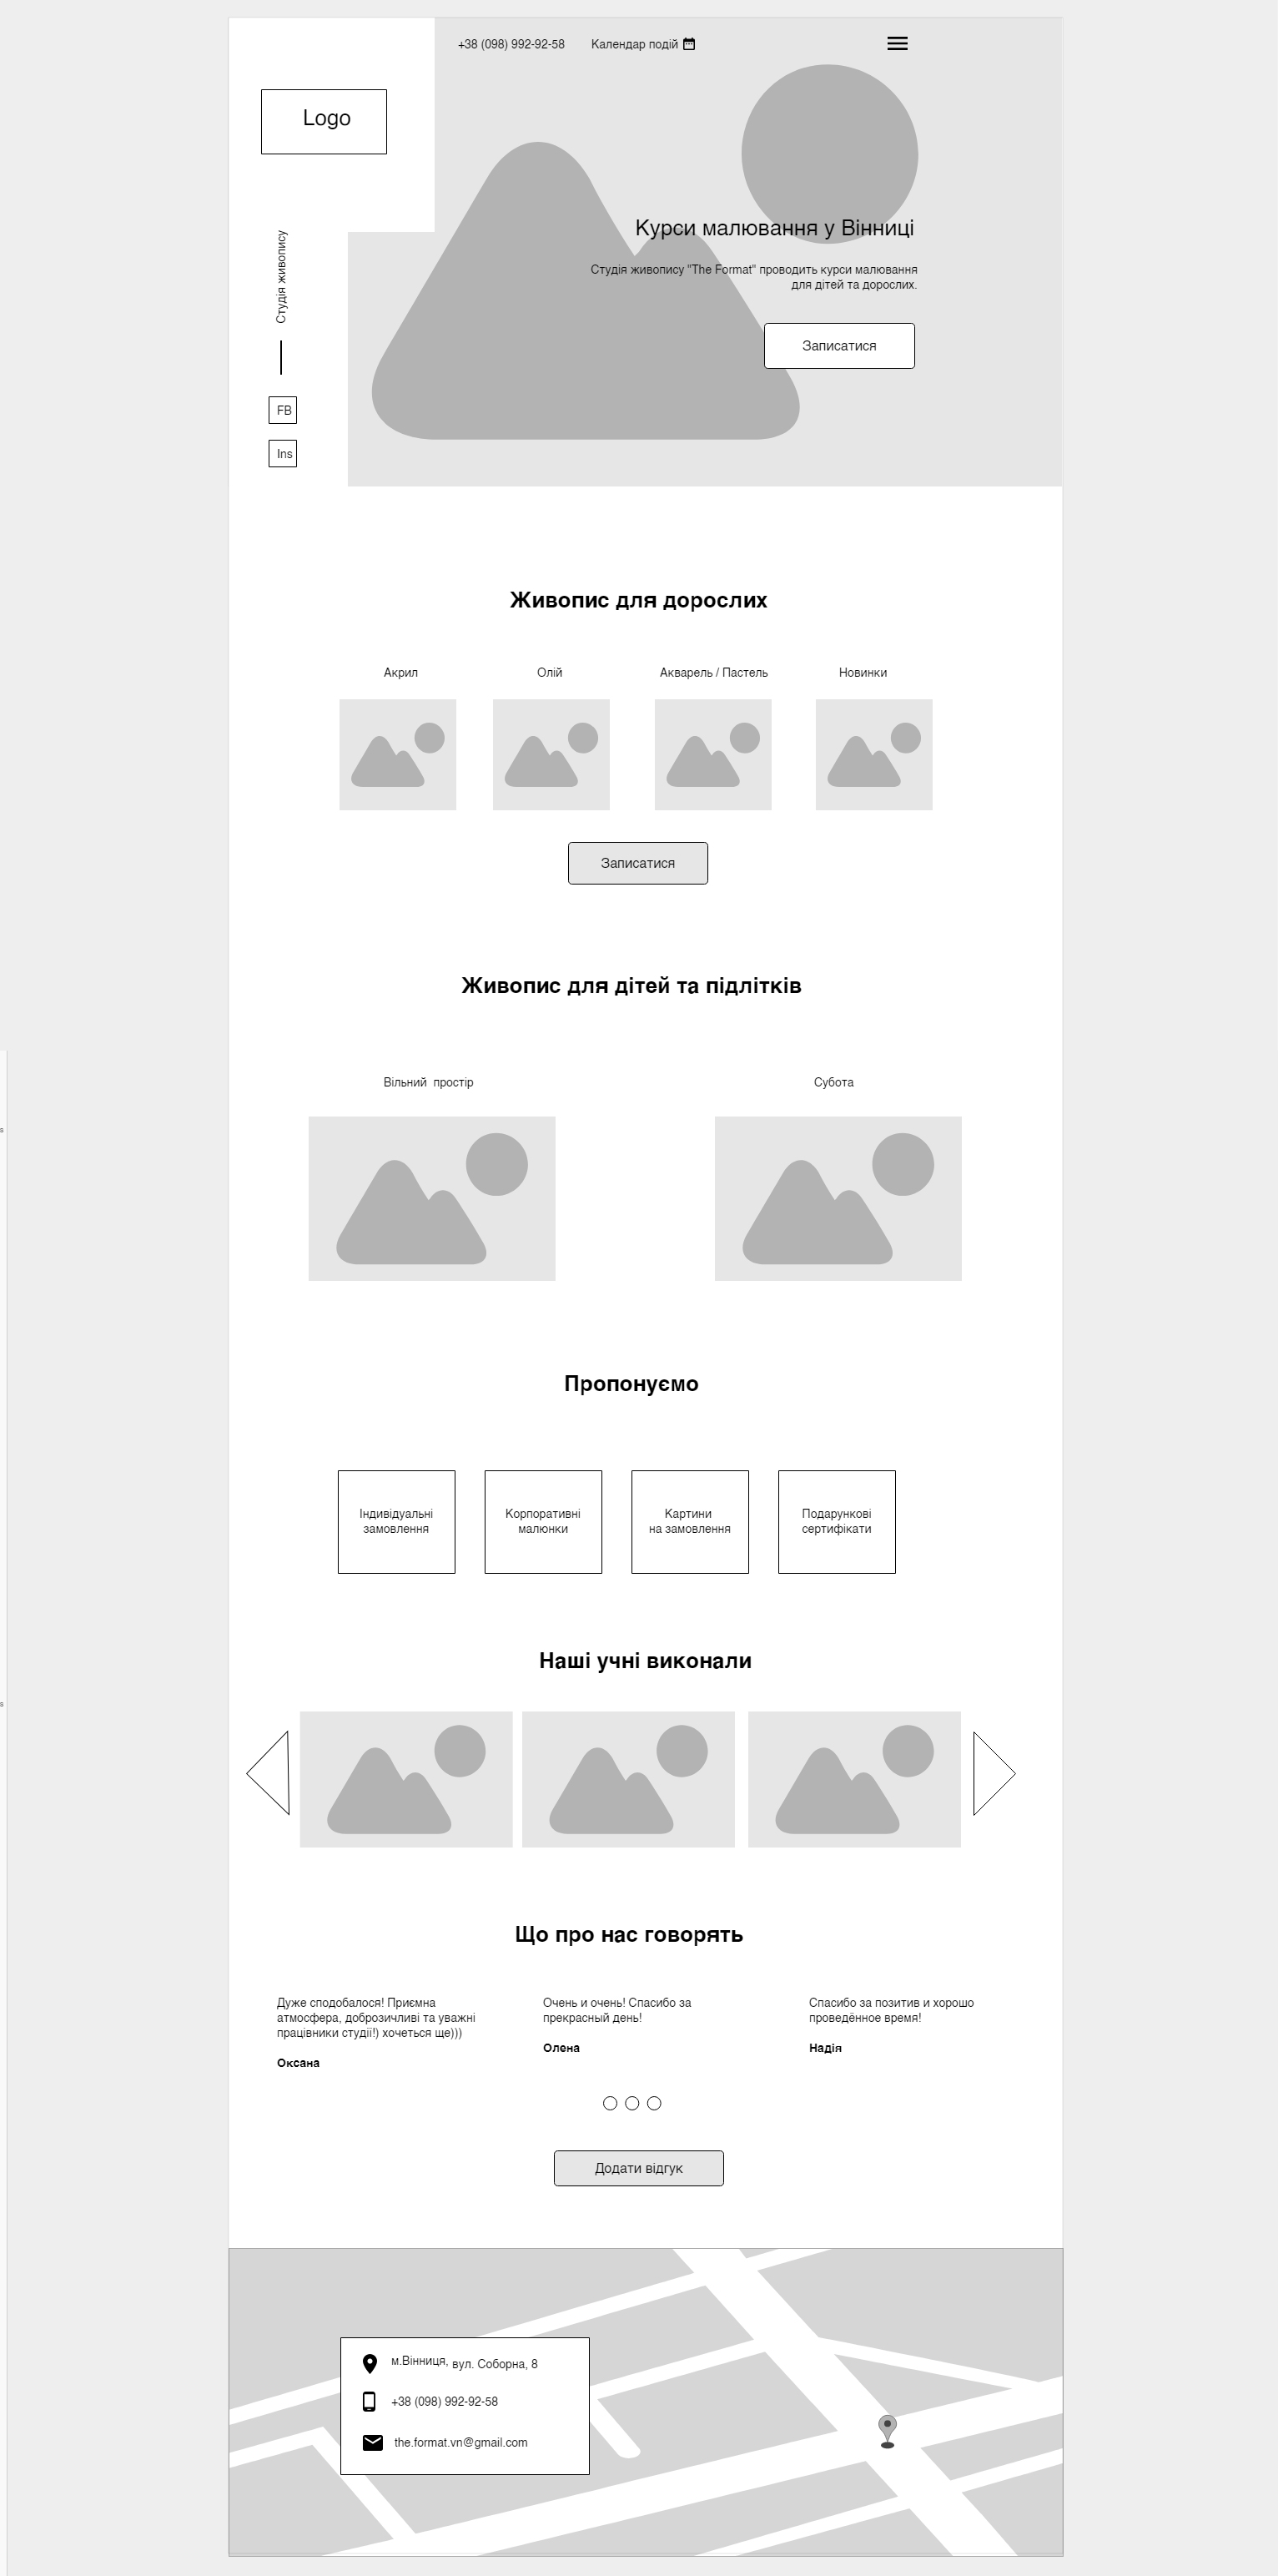 +38 (098) 992-92-58 Календар подій
Logo
Студія живопису
FB
Ins
Курси малювання у Вінниці
Студія живопису "The Format" проводить курси малювання
для дітей та дорослих.
Записатися
Живопис для дорослих
Акрил Олій Акварель / Пастель Новинки
Записатися
Живопис для дітей та підлітків
Вільний простір Субота
Пропонуємо
Індивідуальні
замовлення
Корпоративні
малюнки
Картини
на замовлення
Подарункові
сертифікати
Наші учні виконали
Що про нас говорять
Дуже сподобалося! Приємна
атмосфера, доброзичливі та уважні
працівники студії!) хочеться ще)))
Оксана
Очень и очень! Спасибо за
прекрасный день!
Олена
Спасибо за позитив и хорошо
проведённое время!
Надія
Додати відгук
м.Вінниця, вул. Соборна, 8
+38 (098) 992-92-58
the.format.vn@gmail.com